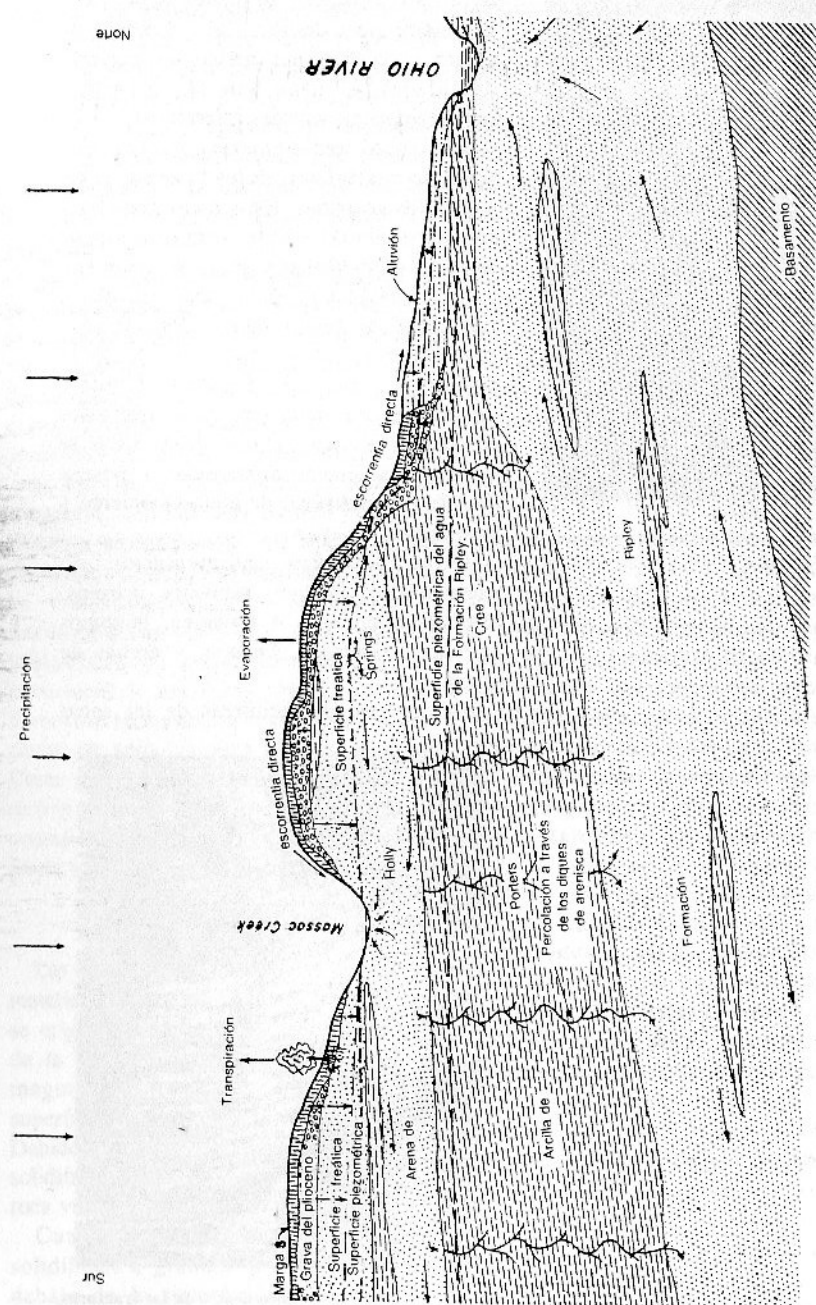 Sur
Precipitación
Norte
Transpiración
Evaporación
Marga
Grava del plioceno
Superficie freática
Superficie piezométrica
Massac Creek
escorrentía directa
Superficie freatica
escorrentía directa
Aluvión
OHIO RIVER
Arena de
Holly
Springs
Superfidie piezométrica del agua
de la Formación Ripley.
Arcilla de
Porters
Cree
Percolación a través
de los diques
de arenisca
Formación
Ripley
Basamento